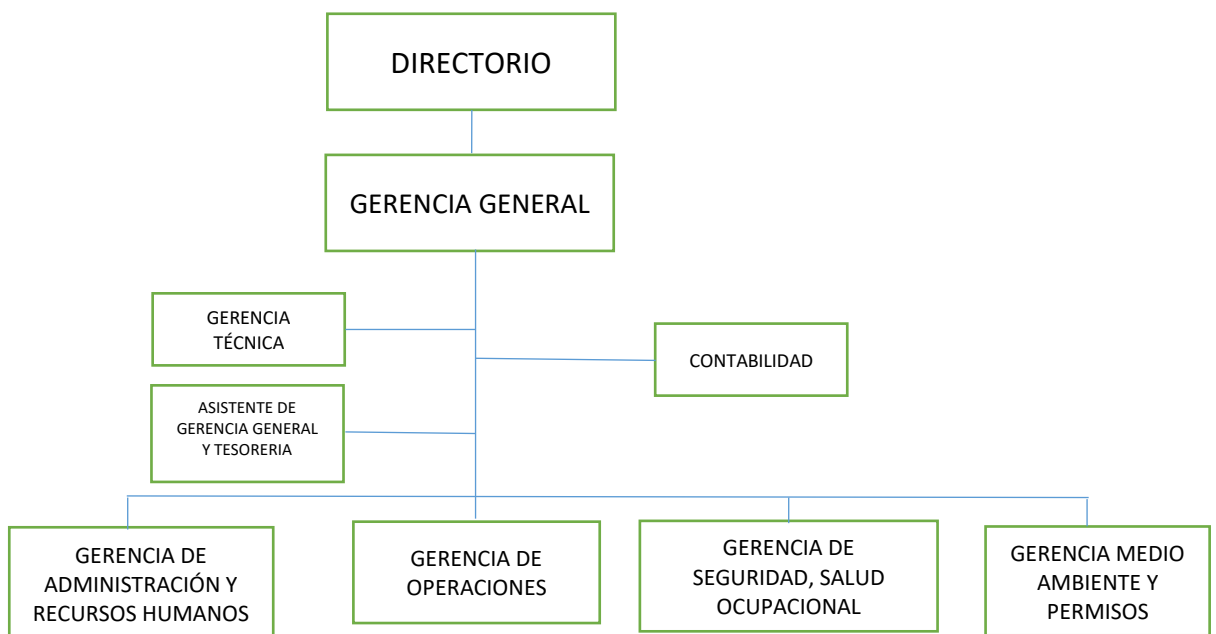 DIRECTORIO
GERENCIA GENERAL
GERENCIA
TÉCNICA
CONTABILIDAD
ASISTENTE DE
GERENCIA GENERAL
Y TESORERIA
GERENCIA DE
ADMINISTRACIÓN Y
RECURSOS HUMANOS
GERENCIA DE
OPERACIONES
GERENCIA DE
SEGURIDAD, SALUD
OCUPACIONAL
GERENCIA MEDIO
AMBIENTE Y
PERMISOS